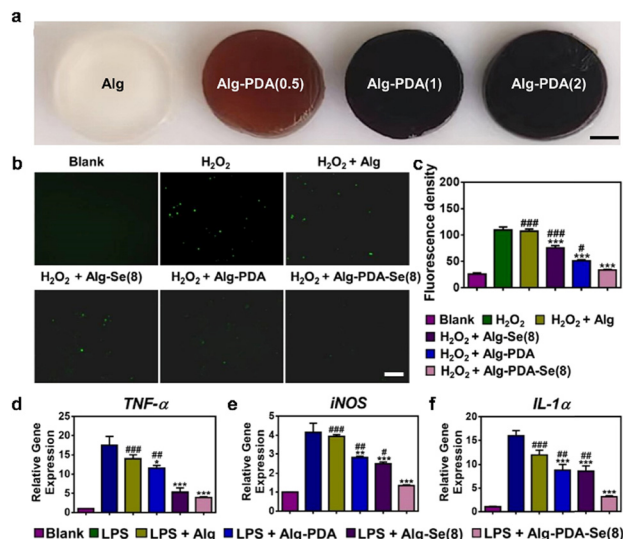 a
Alg
Alg-PDA(0.5)
Alg-PDA(1)
Alg-PDA(2)
b
Blank
H₂O₂
H₂O₂ + Alg
H₂O₂ + Alg-Se(8)
H₂O₂ + Alg-PDA
H₂O₂ + Alg-PDA-Se(8)
c
Fluorescence density
200
150
100
50
0
###
###
***
#
***
***
Blank
H₂O₂
H₂O₂ + Alg
H₂O₂ + Alg-Se(8)
H₂O₂ + Alg-PDA
H₂O₂ + Alg-PDA-Se(8)
d
TNF-α
Relative Gene
Expression
25
20
15
10
5
0
###
##
*
***
***
e
iNOS
Relative Gene
Expression
6
4
2
0
###
##
**
#
***
***
f
IL-1α
Relative Gene
Expression
20
15
10
5
0
###
##
***
##
***
***
Blank
LPS
LPS + Alg
LPS + Alg-PDA
LPS + Alg-Se(8)
LPS + Alg-PDA-Se(8)